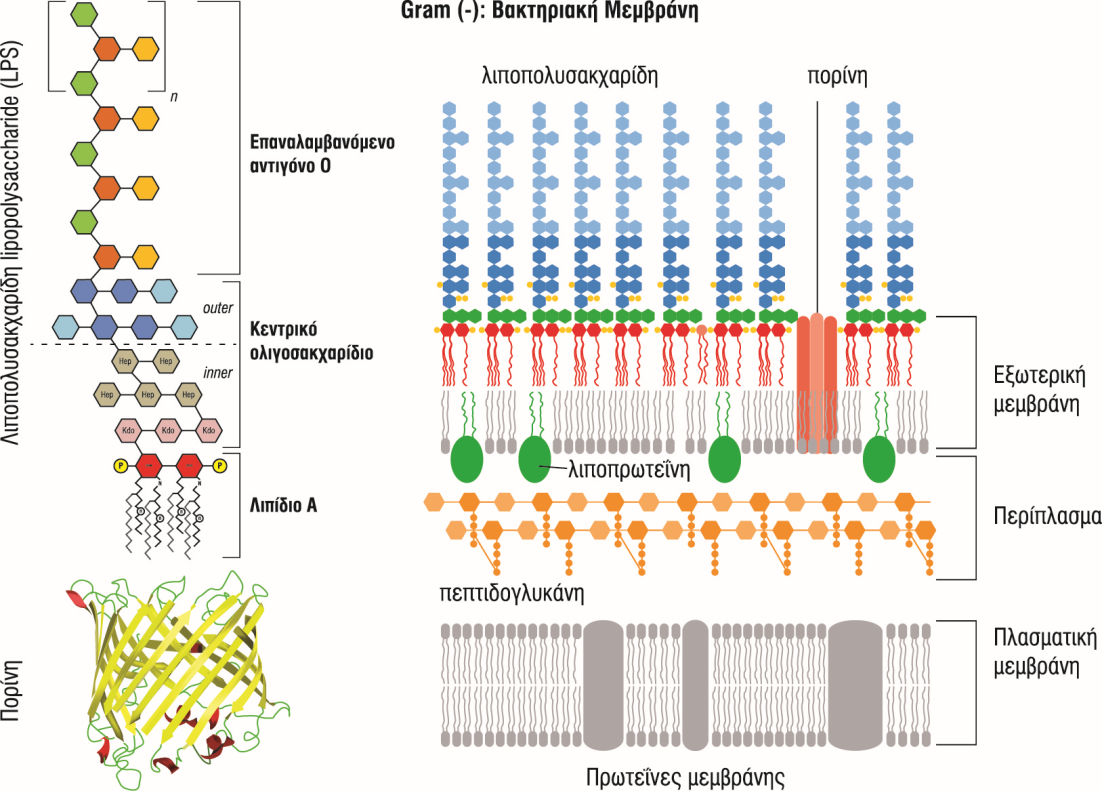 Gram (-): Βακτηριακή Μεμβράνη
Λιποπολυσακχαρίδη lipopolysaccharide (LPS)
n
Επαναλαμβανόμενο
αντιγόνο Ο
outer
Κεντρικό
ολιγοσακχαρίδιο
inner
Hep Hep
Hep Hep Hep
Kdo Kdo Kdo
P P
Λιπίδιο Α
Πορίνη
λιποπολυσακχαρίδη
πορίνη
Εξωτερική
μεμβράνη
λιποπρωτεΐνη
Περίπλασμα
πεπτιδογλυκάνη
Πλασματική
μεμβράνη
Πρωτεΐνες μεμβράνης